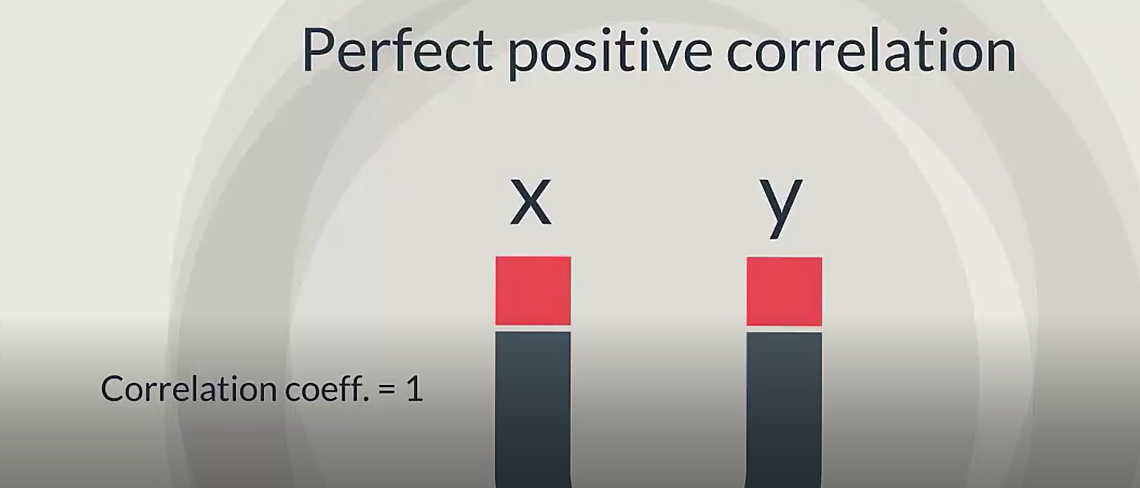 Perfect positive correlation
x y
Correlation coeff. = 1